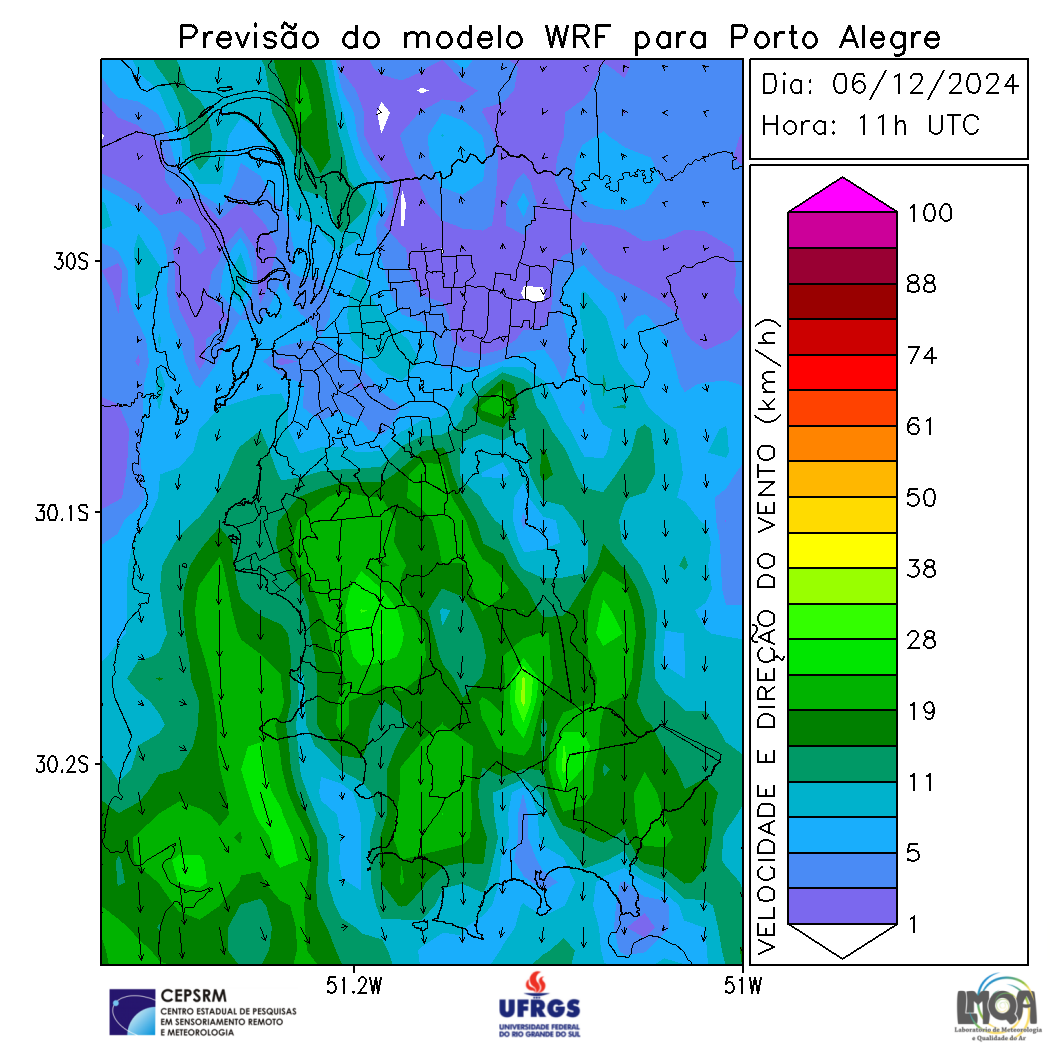 Previsão do modelo WRF para Porto Alegre
Dia: 06/12/2024
Hora: 11h UTC
30S
30.1S
30.2S
51.2W
51W
VELOCIDADE E DIREÇÃO DO VENTO (km/h)
100
88
74
61
50
38
28
19
11
5
1
CEPSRM
CENTRO ESTADUAL DE PESQUISAS
EM SENSORIAMENTO REMOTO
E METEOROLOGIA
UFRGS
UNIVERSIDADE FEDERAL
DO RIO GRANDE DO SUL
LMQA
Laboratório de Meteorologia
e Qualidade do Ar